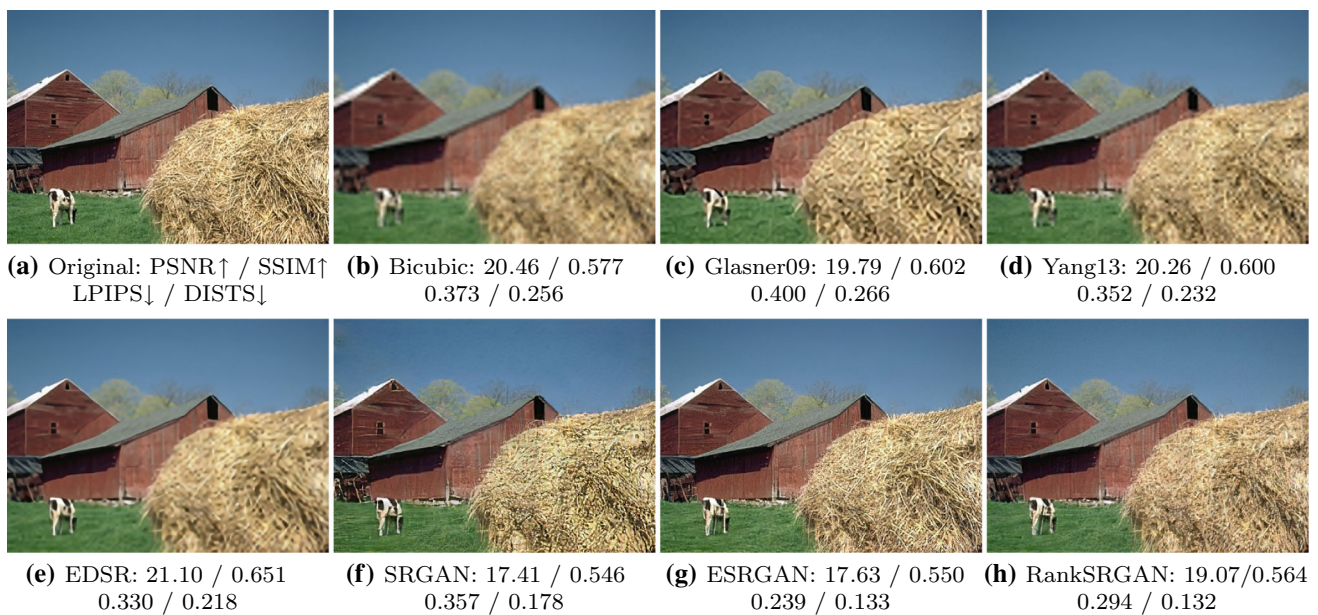 (a) Original: PSNR↑ / SSIM↑
LPIPS↓ / DISTS↓
(b) Bicubic: 20.46 / 0.577
0.373 / 0.256
(c) Glasner09: 19.79 / 0.602
0.400 / 0.266
(d) Yang13: 20.26 / 0.600
0.352 / 0.232
(e) EDSR: 21.10 / 0.651
0.330 / 0.218
(f) SRGAN: 17.41 / 0.546
0.357 / 0.178
(g) ESRGAN: 17.63 / 0.550
0.239 / 0.133
(h) RankSRGAN: 19.07/0.564
0.294 / 0.132